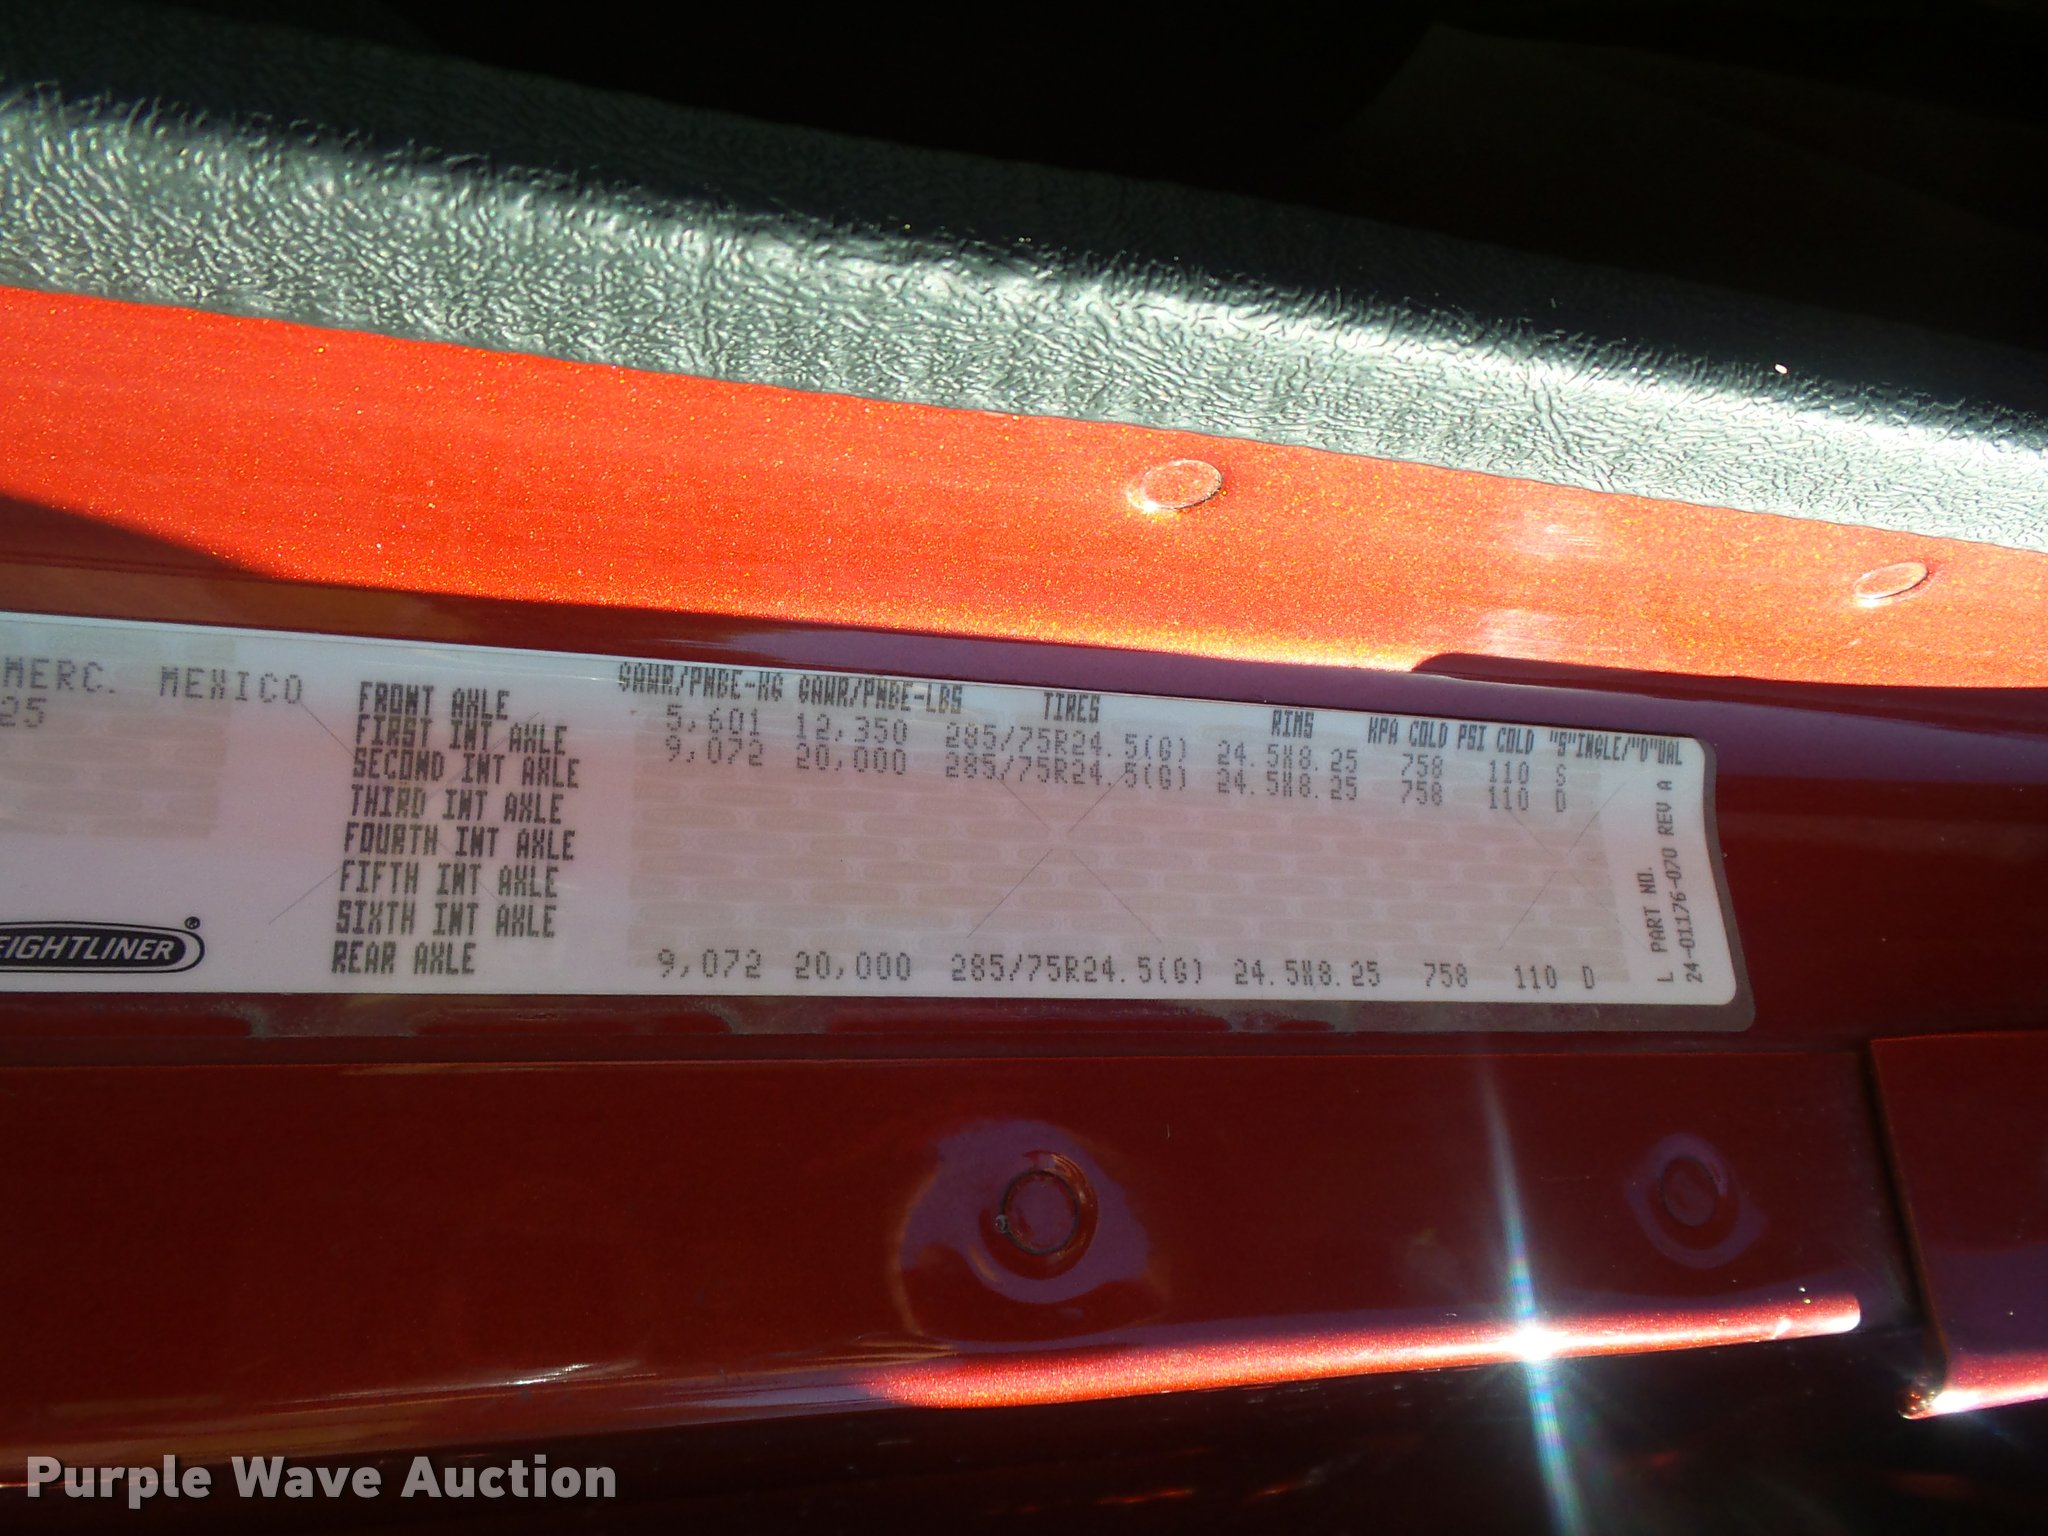 MERC. MEXICO
25
GAWR/PNBE-KG GAWR/PNBE-LBS TIRES RIMS KPA COLD PSI COLD "S"INGLE/"D"UAL
FRONT AXLE 5,601 12,350 285/75R24.5(G) 24.5X8.25 758 110 S
FIRST INT AXLE 9,072 20,000 285/75R24.5(G) 24.5X8.25 758 110 D
SECOND INT AXLE
THIRD INT AXLE
FOURTH INT AXLE
FIFTH INT AXLE
SIXTH INT AXLE
REAR AXLE 9,072 20,000 285/75R24.5(G) 24.5X8.25 758 110 D
EIGHTLINER®
L PART NO.
24-01176-070 REV A
Purple Wave Auction